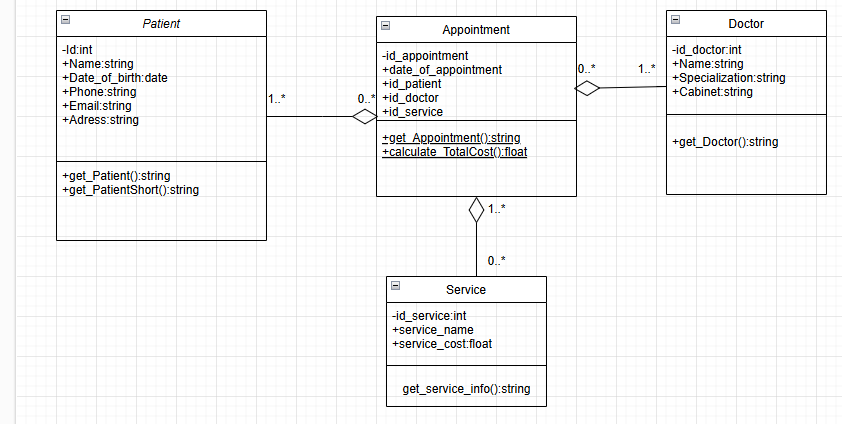 Patient
-Id:int
+Name:string
+Date_of_birth:date
+Phone:string
+Email:string
+Adress:string
+get_Patient():string
+get_PatientShort():string
1..*
0..*
Appointment
-id_appointment
+date_of_appointment
+id_patient
+id_doctor
+id_service
+get_Appointment():string
+calculate_TotalCost():float
0..*
1..*
Doctor
-id_doctor:int
+Name:string
+Specialization:string
+Cabinet:string
+get_Doctor():string
1..*
0..*
Service
-id_service:int
+service_name
+service_cost:float
get_service_info():string